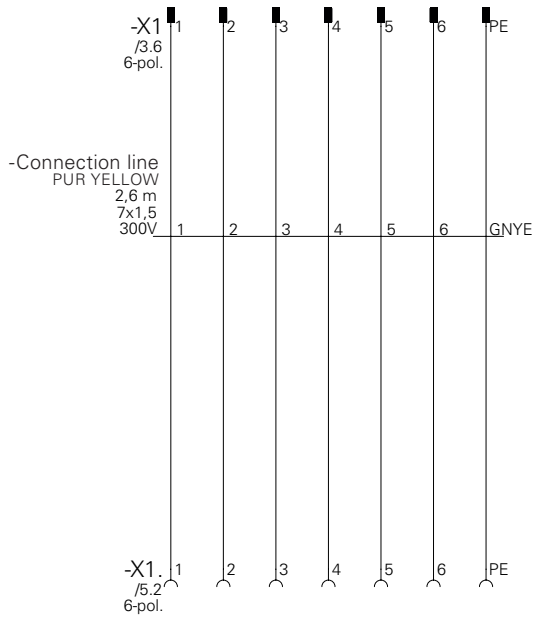 -X1 1 2 3 4 5 6 PE
/3.6
6-pol.
-Connection line
PUR YELLOW
2,6 m
7x1,5
300V 1 2 3 4 5 6 GNYE
-X1. 1 2 3 4 5 6 PE
/5.2
6-pol.